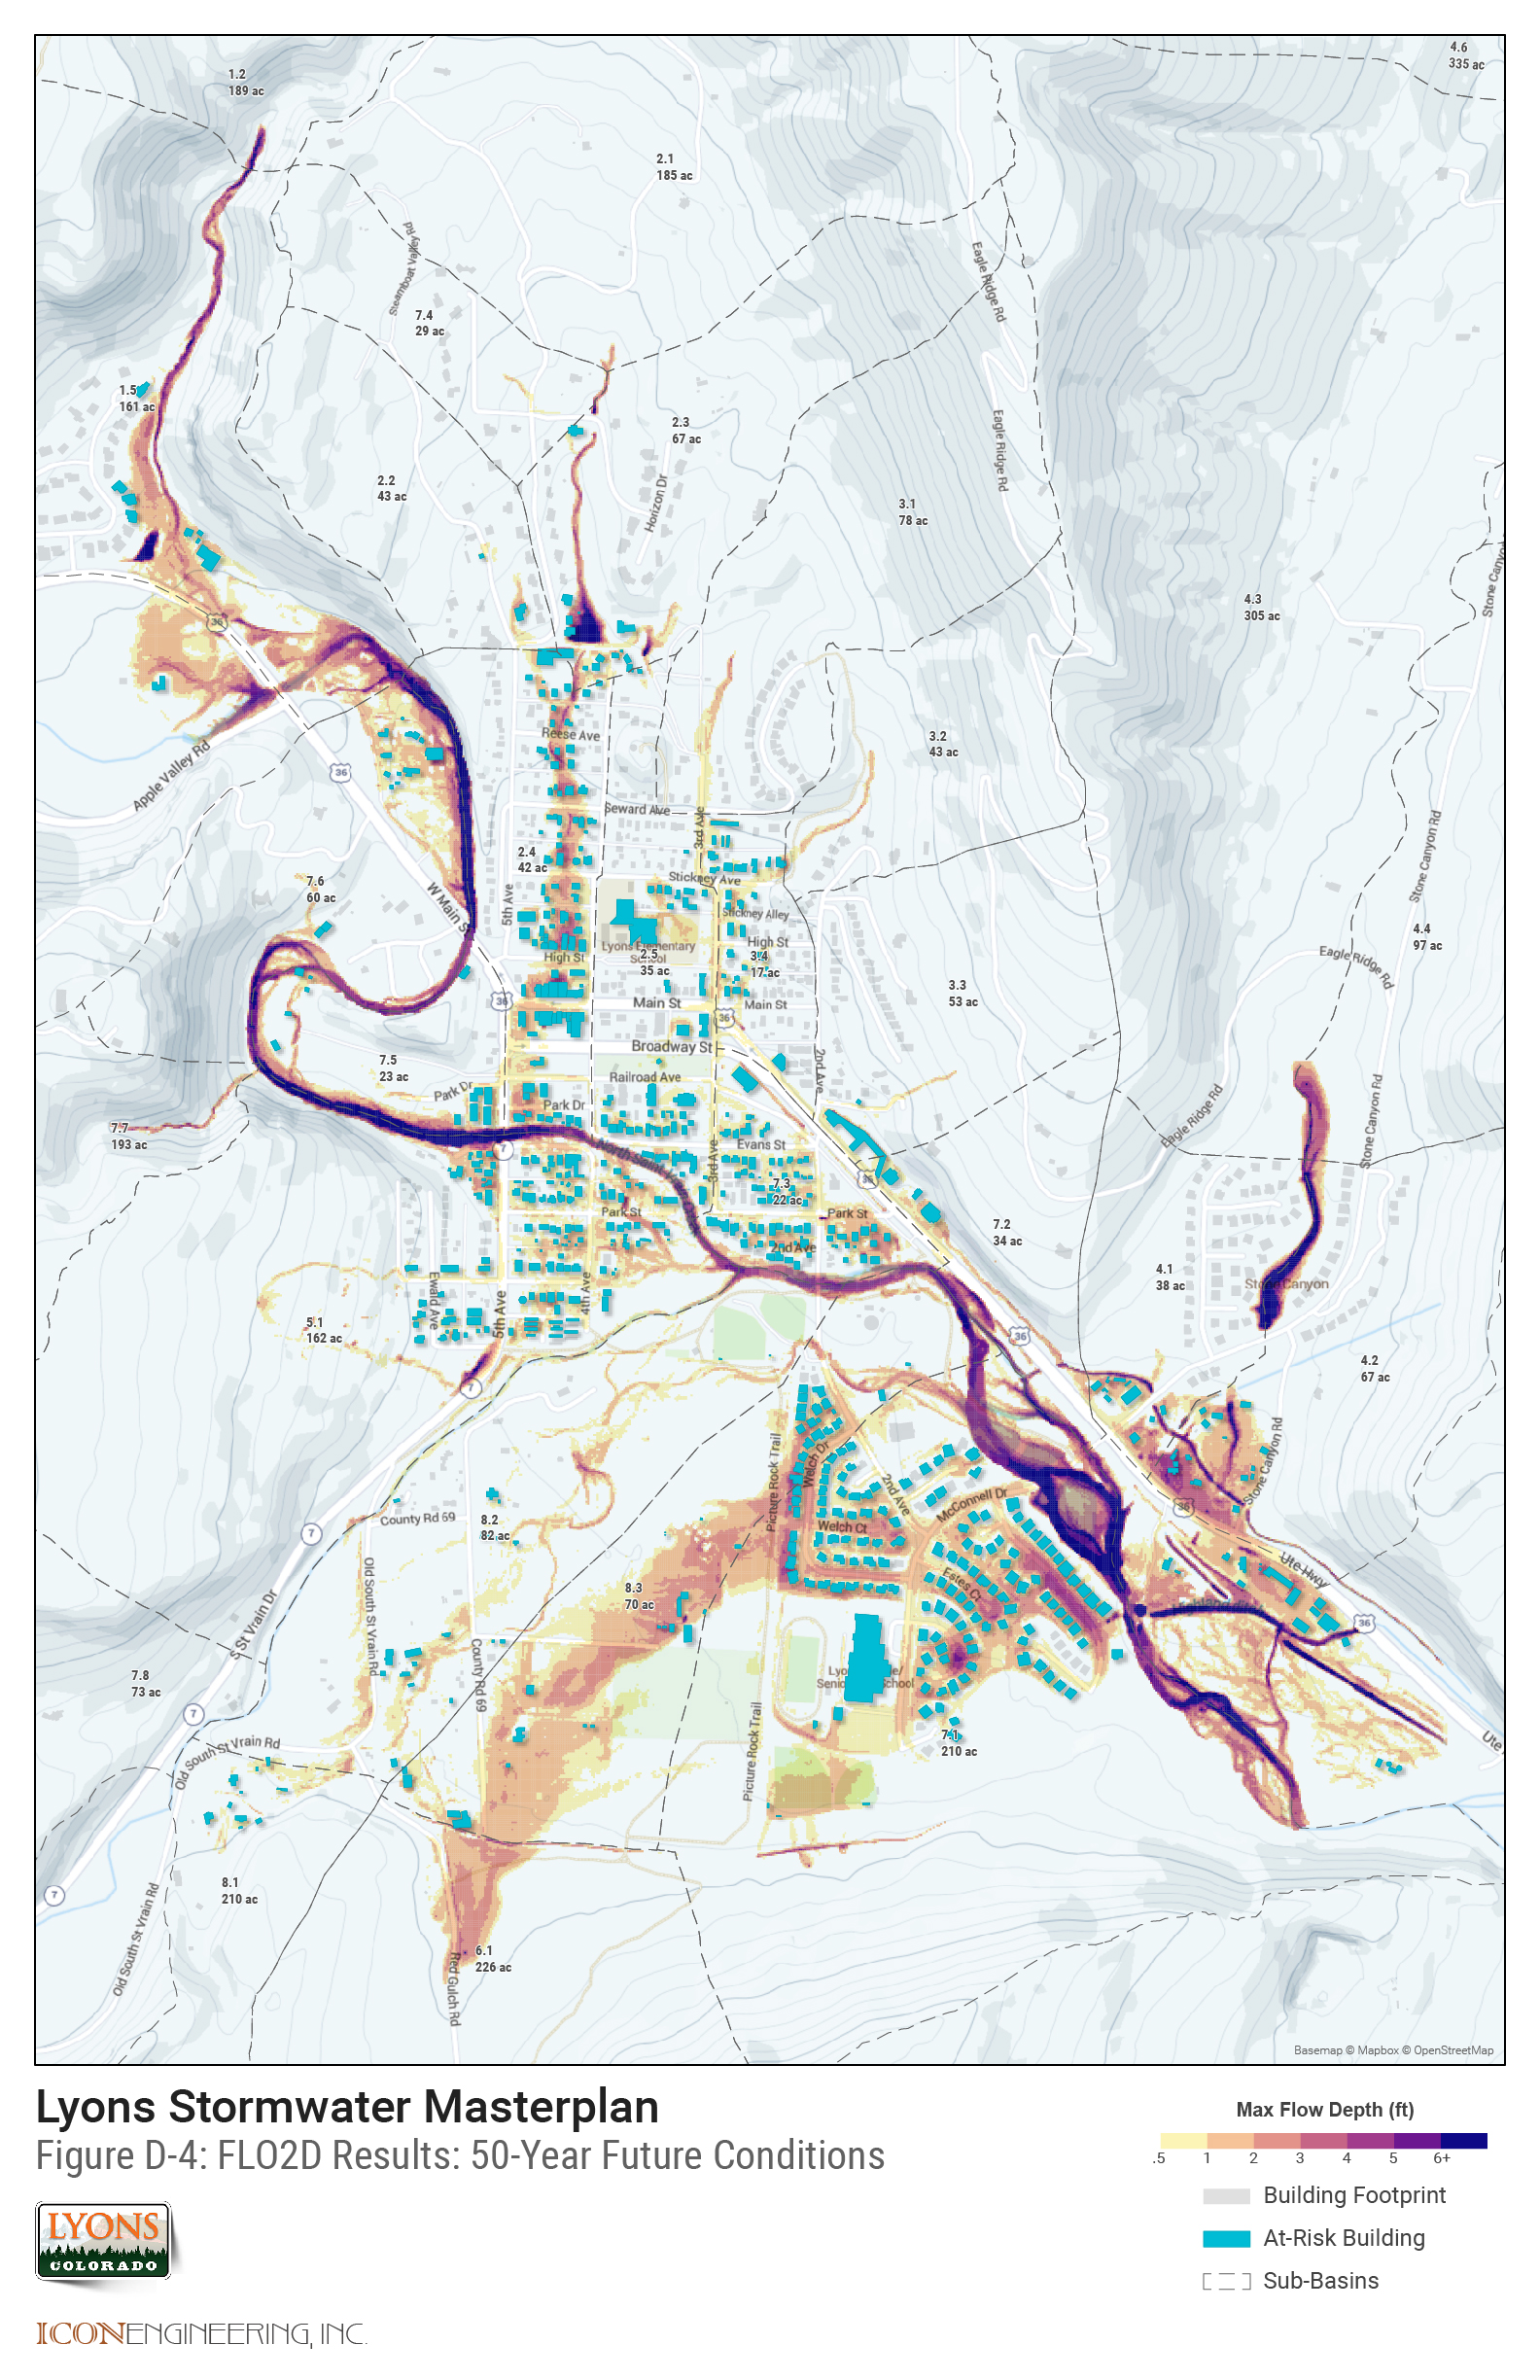 1.2
189 ac
4.6
335 ac
2.1
185 ac
Steamboat Valley Rd
Eagle Ridge Rd
7.4
29 ac
1.5
161 ac
2.3
67 ac
Eagle Ridge Rd
2.2
43 ac
Horizon Dr
3.1
78 ac
4.3
305 ac
36
Reese Ave
3.2
43 ac
Apple Valley Rd
36
Seward Ave
3rd Ave
2.4
42 ac
Stickney Ave
7.6
60 ac
W Main St
5th Ave
Stickney Alley
Stone Canyon Rd
4.4
97 ac
High St
Lyons Elementary
School
High St
2.5
35 ac
3.4
17 ac
Eagle Ridge Rd
3.3
53 ac
36
Main St
Main St
36
Broadway St
7.5
23 ac
Railroad Ave
2nd Ave
Park Dr
Park Dr
Eagle Ridge Rd
Stone Canyon Rd
7.7
193 ac
7
Evans St
3rd Ave
36
7.3
22 ac
Park St
Park St
2nd Ave
7.2
34 ac
4.1
38 ac
Stone Canyon
Ewald Ave
5th Ave
4th Ave
5.1
162 ac
36
4.2
67 ac
7
Picture Rock Trail
Welch Dr
2nd Ave
Stone Canyon Rd
McConnell Dr
36
County Rd 69
8.2
82 ac
Welch Ct
7
Old South St Vrain Rd
8.3
70 ac
Estes Ct
Ute Hwy
36
S St Vrain Dr
County Rd 69
7.8
73 ac
7
Picture Rock Trail
7.1
210 ac
Ute
Old South St Vrain Rd
8.1
210 ac
7
Old South St Vrain Rd
6.1
226 ac
Red Gulch Rd
Basemap © Mapbox © OpenStreetMap
Lyons Stormwater Masterplan
Figure D-4: FLO2D Results: 50-Year Future Conditions
Max Flow Depth (ft)
.5 1 2 3 4 5 6+
Building Footprint
At-Risk Building
Sub-Basins
LYONS
COLORADO
ICON ENGINEERING, INC.